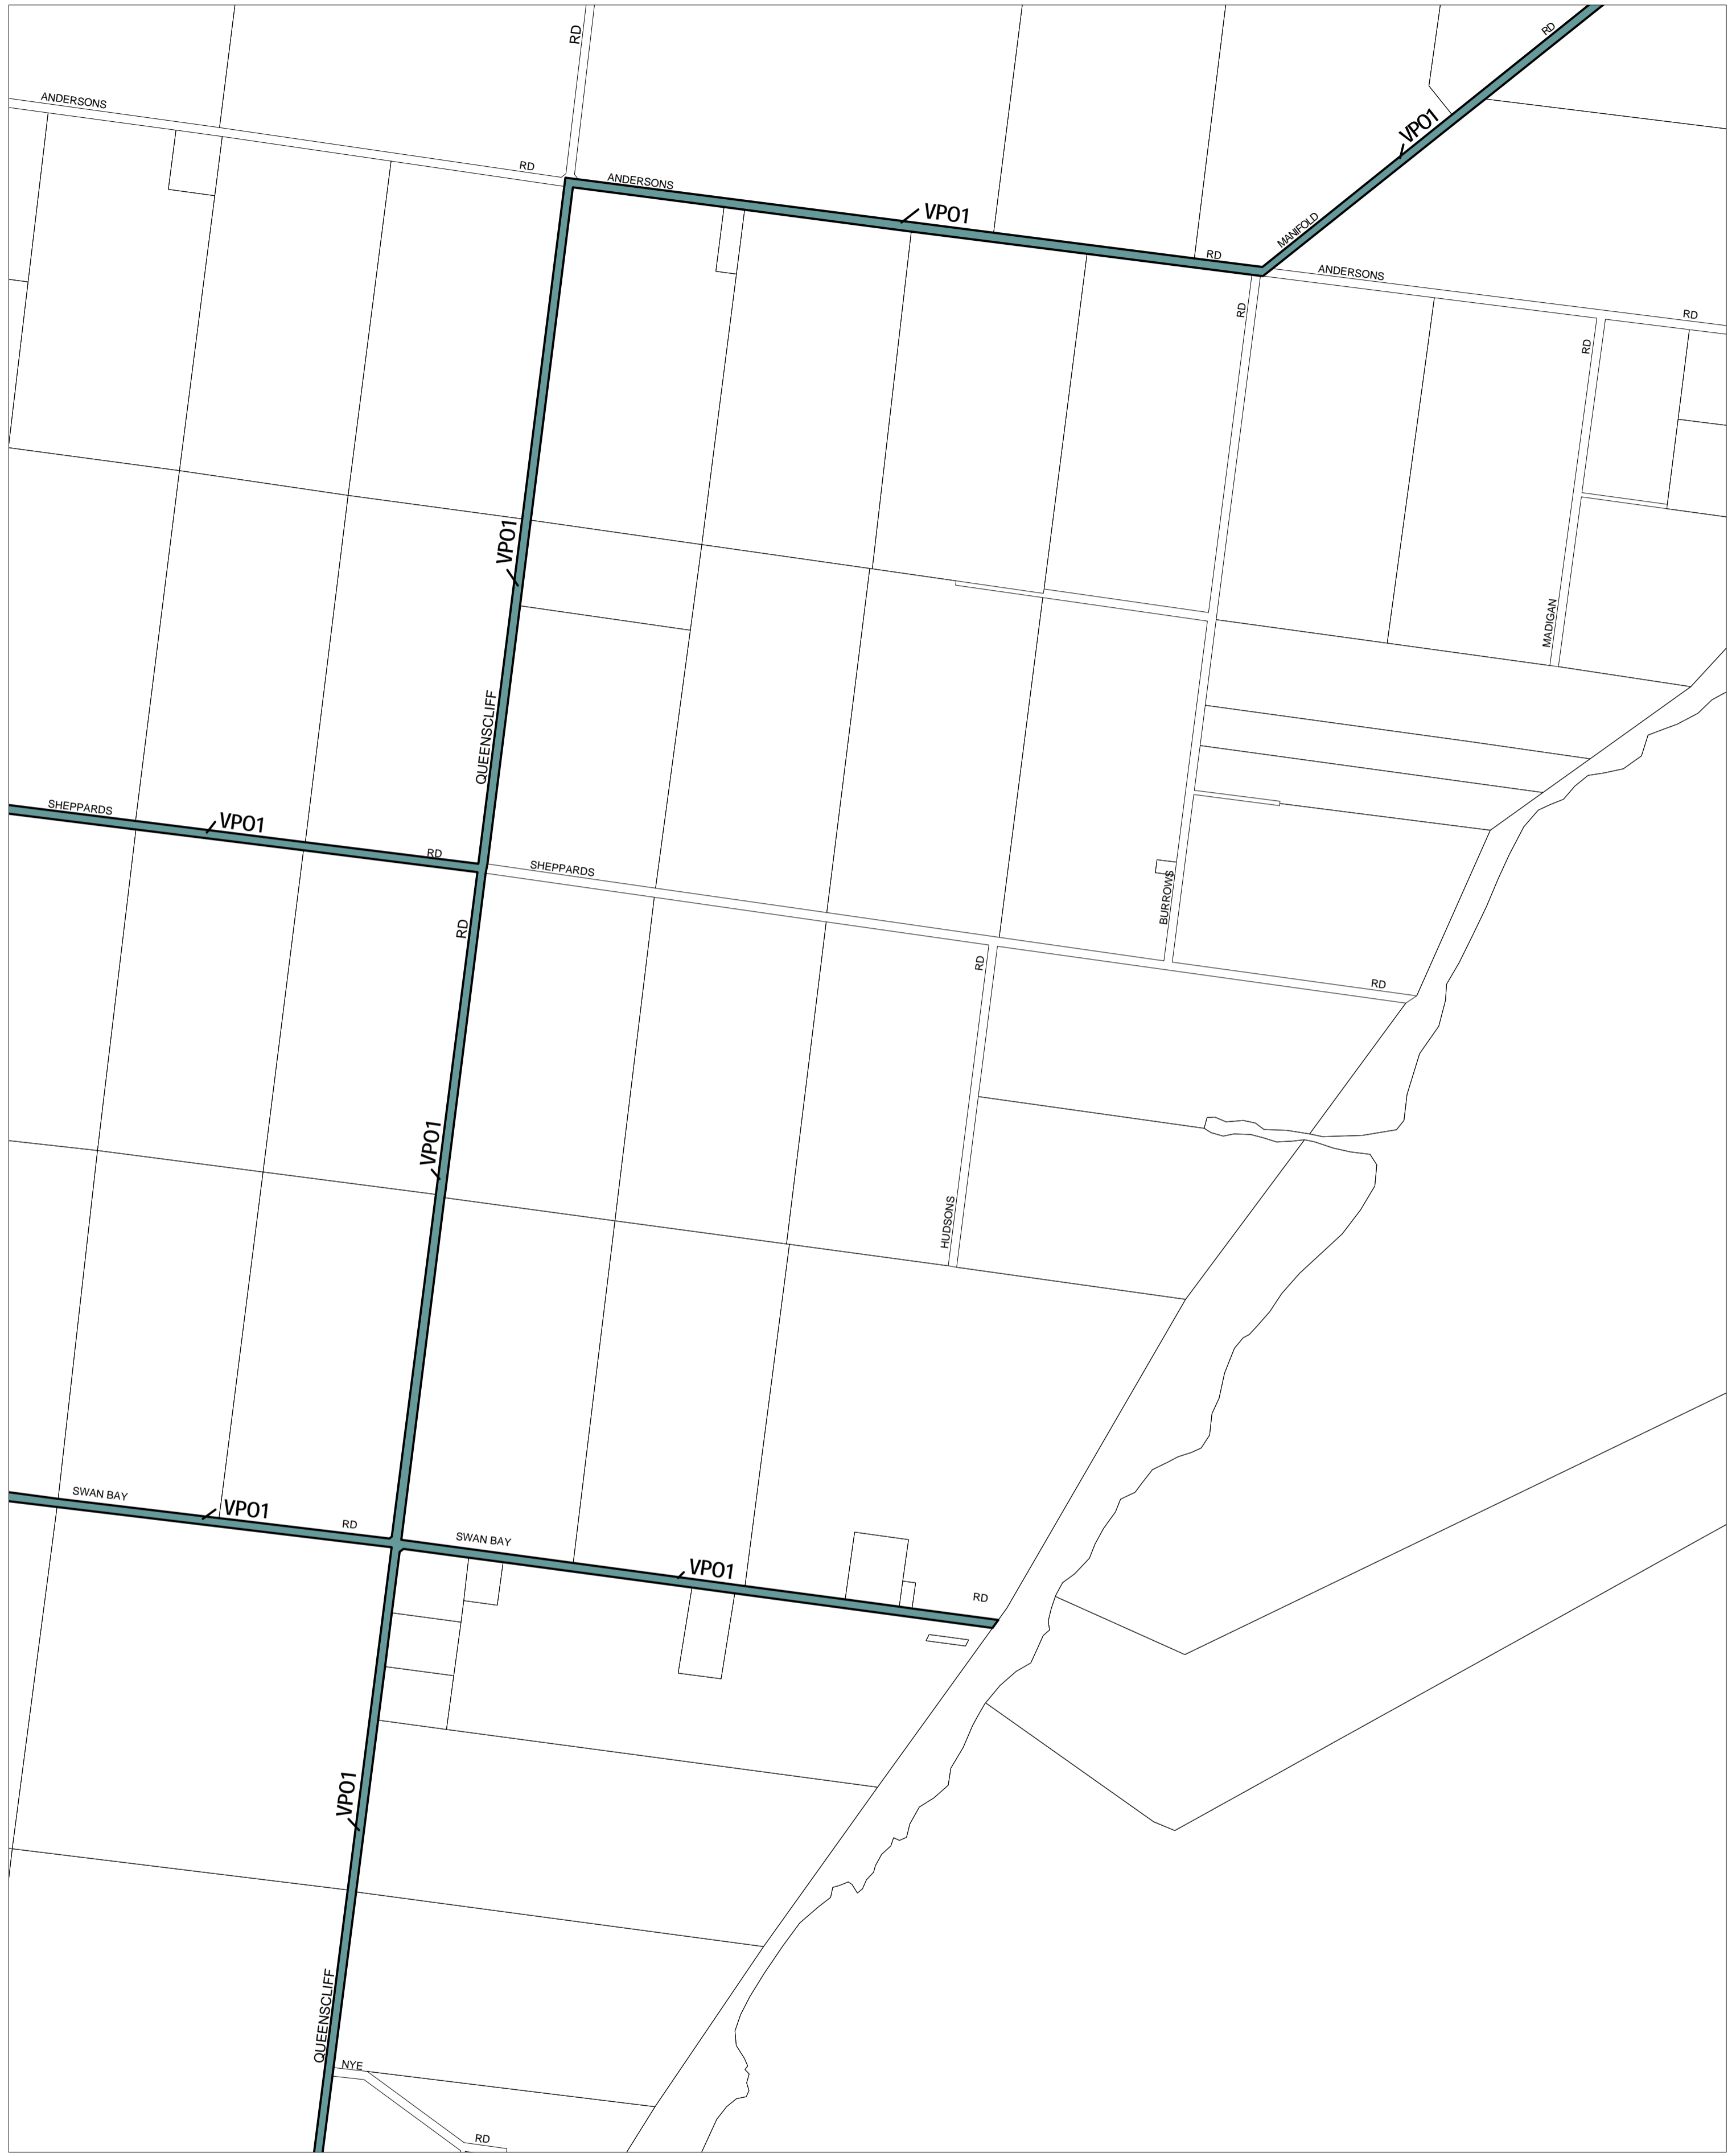 RD
RD
ANDERSONS
VPO1
RD
ANDERSONS
VPO1
MANIFOLD
RD
ANDERSONS
RD
RD
RD
VPO1
MADIGAN
QUEENSCLIFF
SHEPPARDS
VPO1
RD
SHEPPARDS
BURROWS
RD
RD
RD
VPO1
HUDSONS
SWAN BAY
VPO1
RD
SWAN BAY
VPO1
RD
VPO1
QUEENSCLIFF
NYE
RD